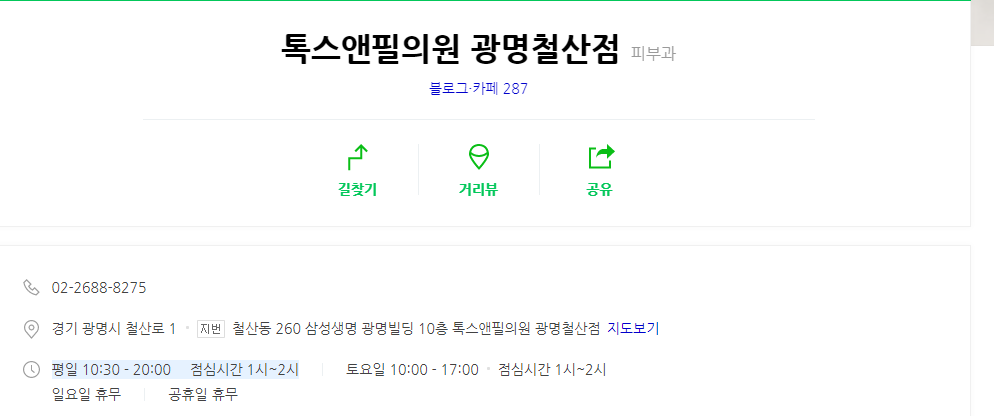 톡스앤필의원 광명철산점 피부과
블로그·카페 287
길찾기 거리뷰 공유
02-2688-8275
경기 광명시 철산로 1 지번 철산동 260 삼성생명 광명빌딩 10층 톡스앤필의원 광명철산점 지도보기
평일 10:30 - 20:00 점심시간 1시~2시 토요일 10:00 - 17:00 점심시간 1시~2시
일요일 휴무 공휴일 휴무